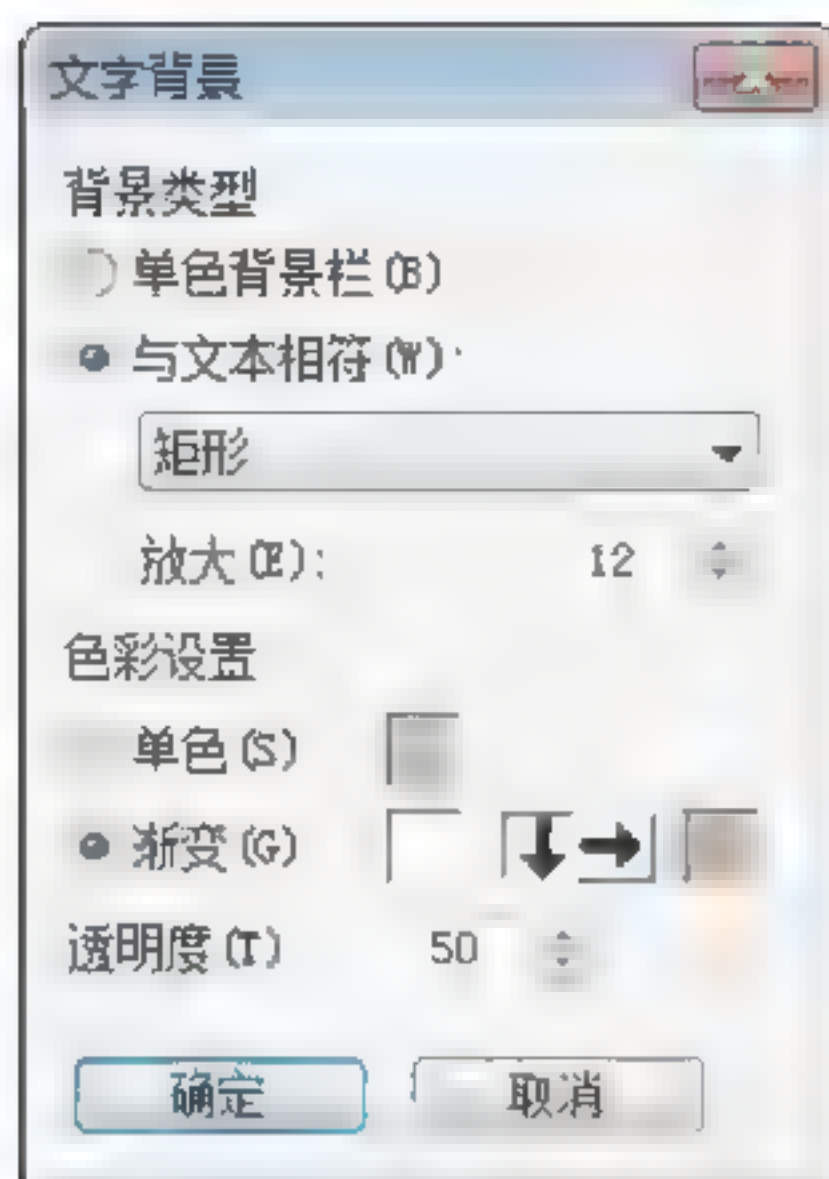 文字背景
背景类型
单色背景栏(B)
与文本相符(W)
矩形
放大(E): 12
色彩设置
单色(S)
渐变(G)
透明度(T) 50
确定 取消